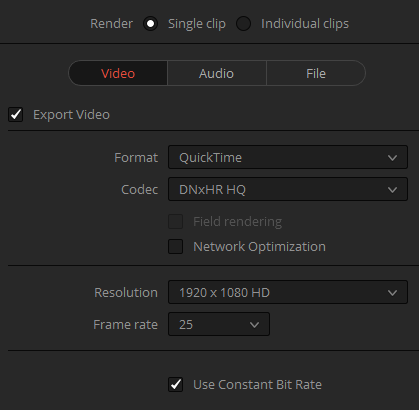 Render Single clip Individual clips
Video Audio File
Export Video
Format QuickTime
Codec DNxHR HQ
Field rendering
Network Optimization
Resolution 1920 x 1080 HD
Frame rate 25
Use Constant Bit Rate